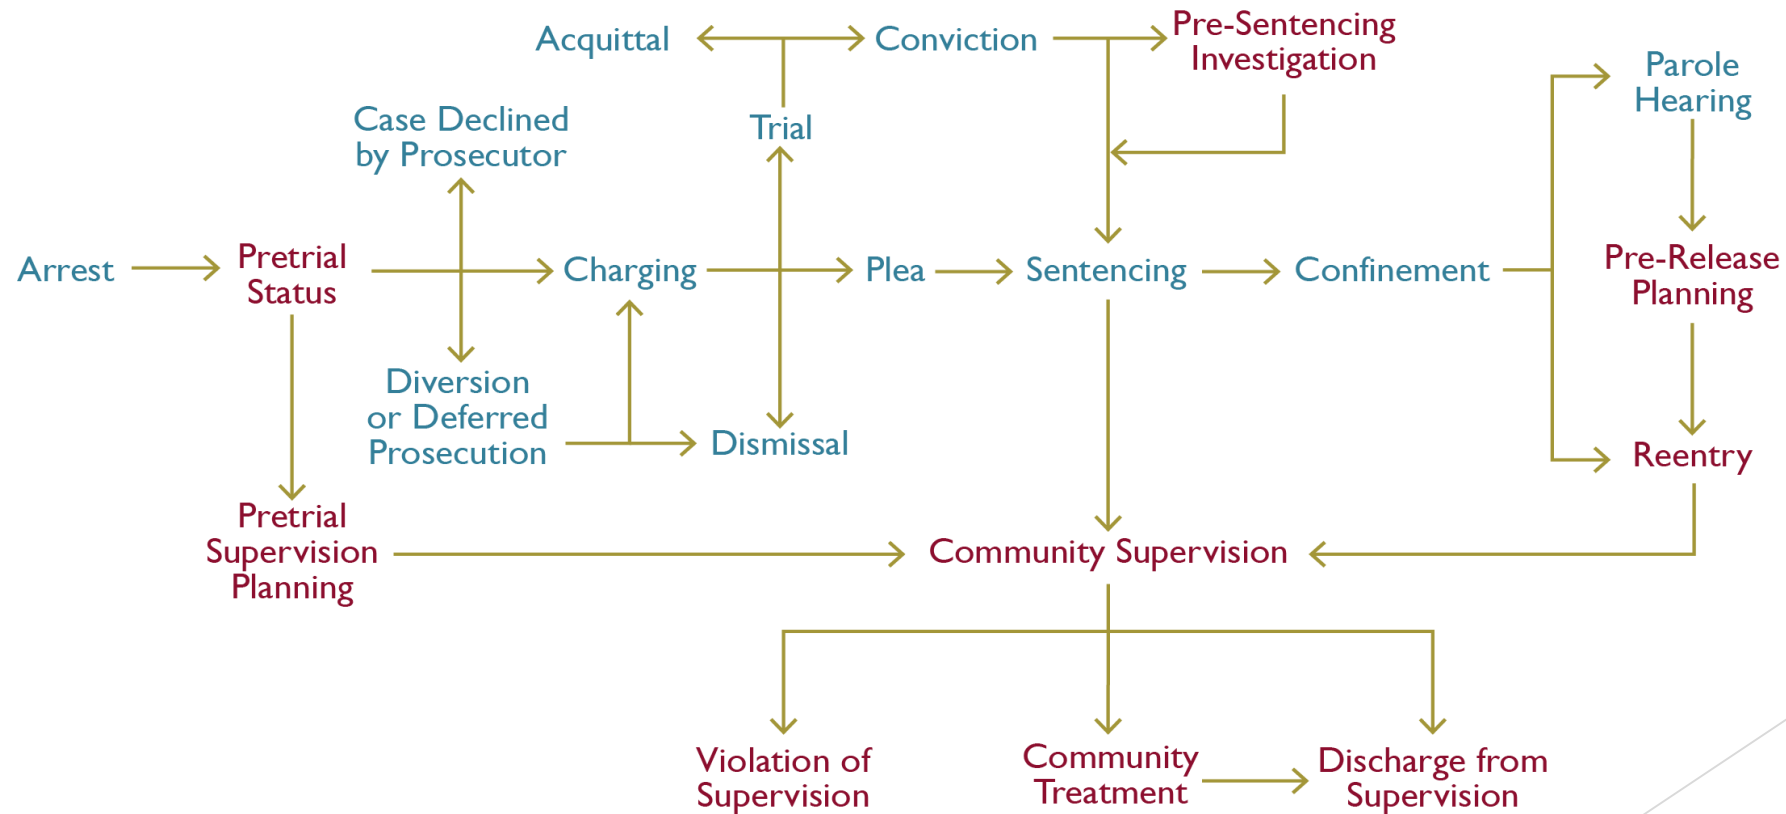 Acquittal
Conviction
Pre-Sentencing
Investigation
Parole
Hearing
Case Declined
by Prosecutor
Trial
Arrest
Pretrial
Status
Charging
Plea
Sentencing
Confinement
Pre-Release
Planning
Diversion
or Deferred
Prosecution
Dismissal
Reentry
Pretrial
Supervision
Planning
Community Supervision
Violation of
Supervision
Community
Treatment
Discharge from
Supervision